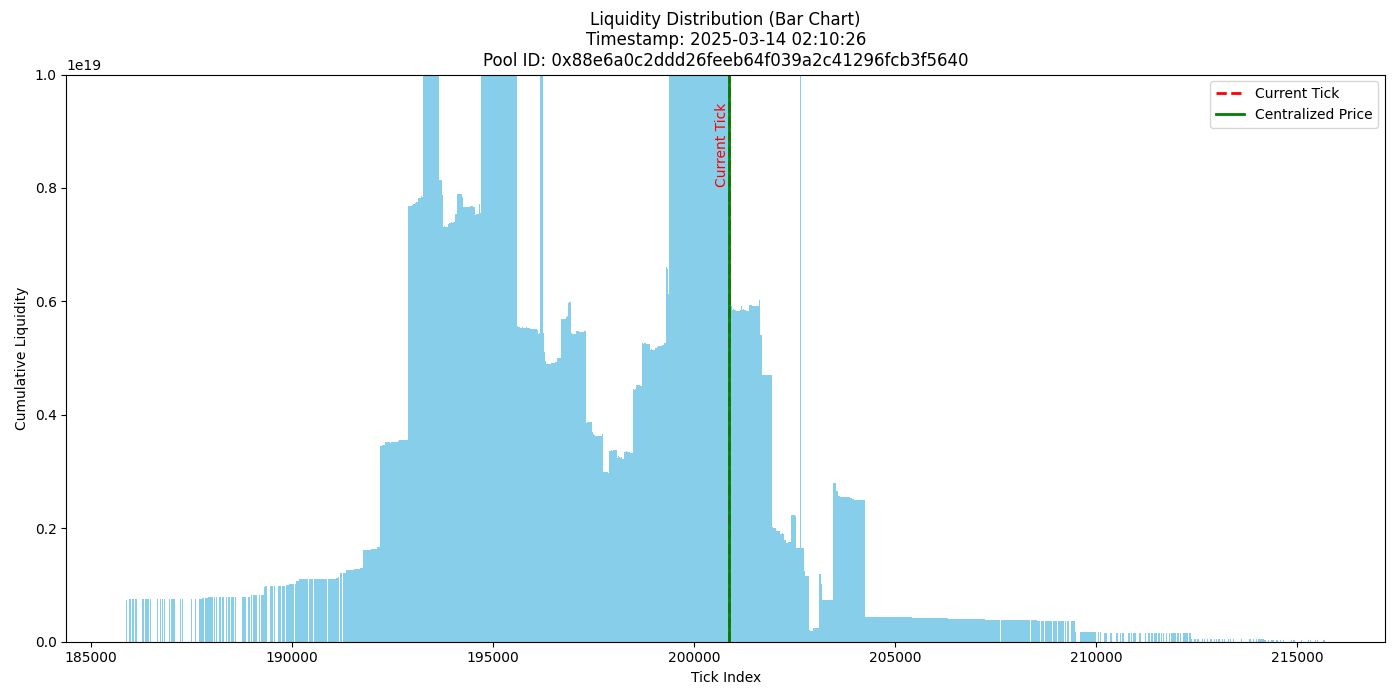 Liquidity Distribution (Bar Chart)
Timestamp: 2025-03-14 02:10:26
Pool ID: 0x88e6a0c2ddd26feeb64f039a2c41296fcb3f5640
1e19
1.0
0.8
0.6
0.4
0.2
0.0
Cumulative Liquidity
Current Tick
Current Tick
Centralized Price
185000
190000
195000
200000
205000
210000
215000
Tick Index